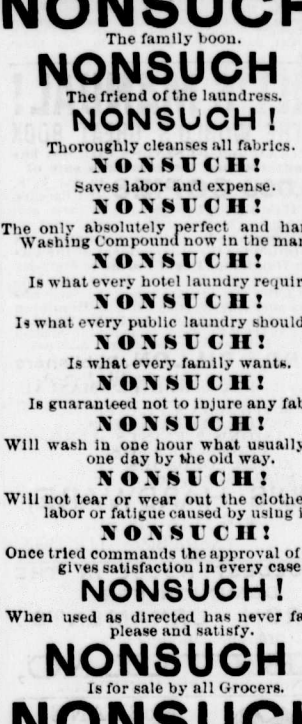 NONSUCH
The family boon.
NONSUCH
The friend of the laundress.
NONSUCH !
Thoroughly cleanses all fabrics.
NONSUCH!
Saves labor and expense.
NONSUCH!
The only absolutely perfect and
Washing Compound now in the
NONSUCH!
Is what every hotel laundry
NONSUCH!
Is what every public laundry should
NONSUCH!
Is what every family wants.
NONSUCH!
Is guaranteed not to injure any
NONSUCH!
Will wash in one hour what usually
one day by the old way.
NONSUCH!
Will not tear or wear out the
labor or fatigue caused by using
NONSUCH!
Once tried commands the approval of
gives satisfaction in every case
NONSUCH!
When used as directed has never
please and satisfy.
NONSUCH
Is for sale by all Grocers.
NONSUCH